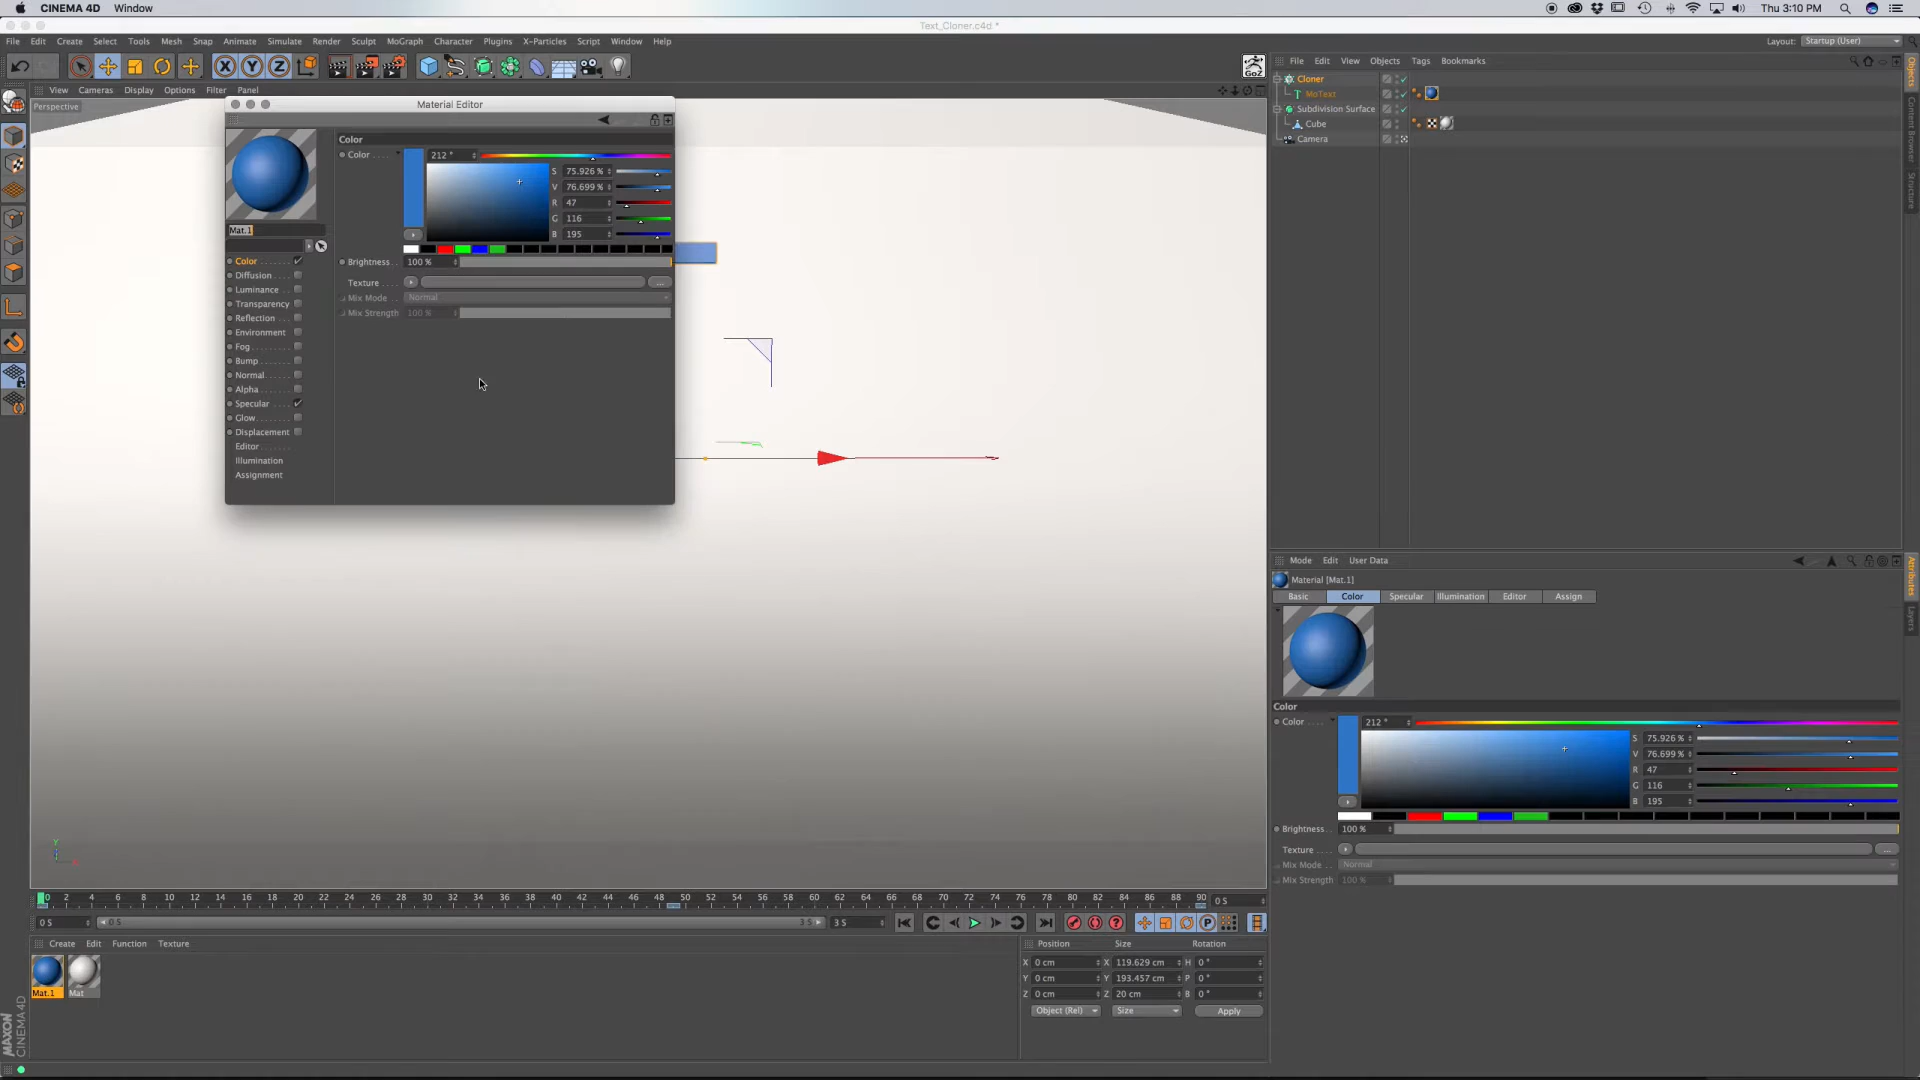 CINEMA 4D Window
Thu 3:10 PM
Text_Cloner.c4d *
File Edit Create Select Tools Mesh Snap Animate Simulate Render Sculpt MoGraph Character Plugins X-Particles Script Window Help
Layout: Startup (User)
X Y Z
GoZ
File Edit View Objects Tags Bookmarks
View Cameras Display Options Filter Panel
Perspective
Material Editor
Color
Color 212 °
S 75.926 %
V 76.699 %
R 47
G 116
B 195
Mat.1
Brightness 100 %
Texture ...
Mix Mode Normal
Mix Strength 100 %
Color
Diffusion
Luminance
Transparency
Reflection
Environment
Fog
Bump
Normal
Alpha
Specular
Glow
Displacement
Editor
Illumination
Assignment
Cloner
MoText
Subdivision Surface
Cube
Camera
Objects
Content Browser
Structure
Mode Edit User Data
Material [Mat.1]
Basic Color Specular Illumination Editor Assign
Color
Color 212 °
S 75.926 %
V 76.699 %
R 47
G 116
B 195
Brightness 100 %
Texture ...
Mix Mode Normal
Mix Strength 100 %
Attributes
Layers
Y
X
0 2 4 6 8 10 12 14 16 18 20 22 24 26 28 30 32 34 36 38 40 42 44 46 48 50 52 54 56 58 60 62 64 66 68 70 72 74 76 78 80 82 84 86 88 90 0 S
0 S 0 S 3 S 3 S
Create Edit Function Texture
Mat.1 Mat
Position Size Rotation
X 0 cm X 119.629 cm H 0 °
Y 0 cm Y 193.457 cm P 0 °
Z 0 cm Z 20 cm B 0 °
Object (Rel) Size Apply
MAXON
CINEMA 4D